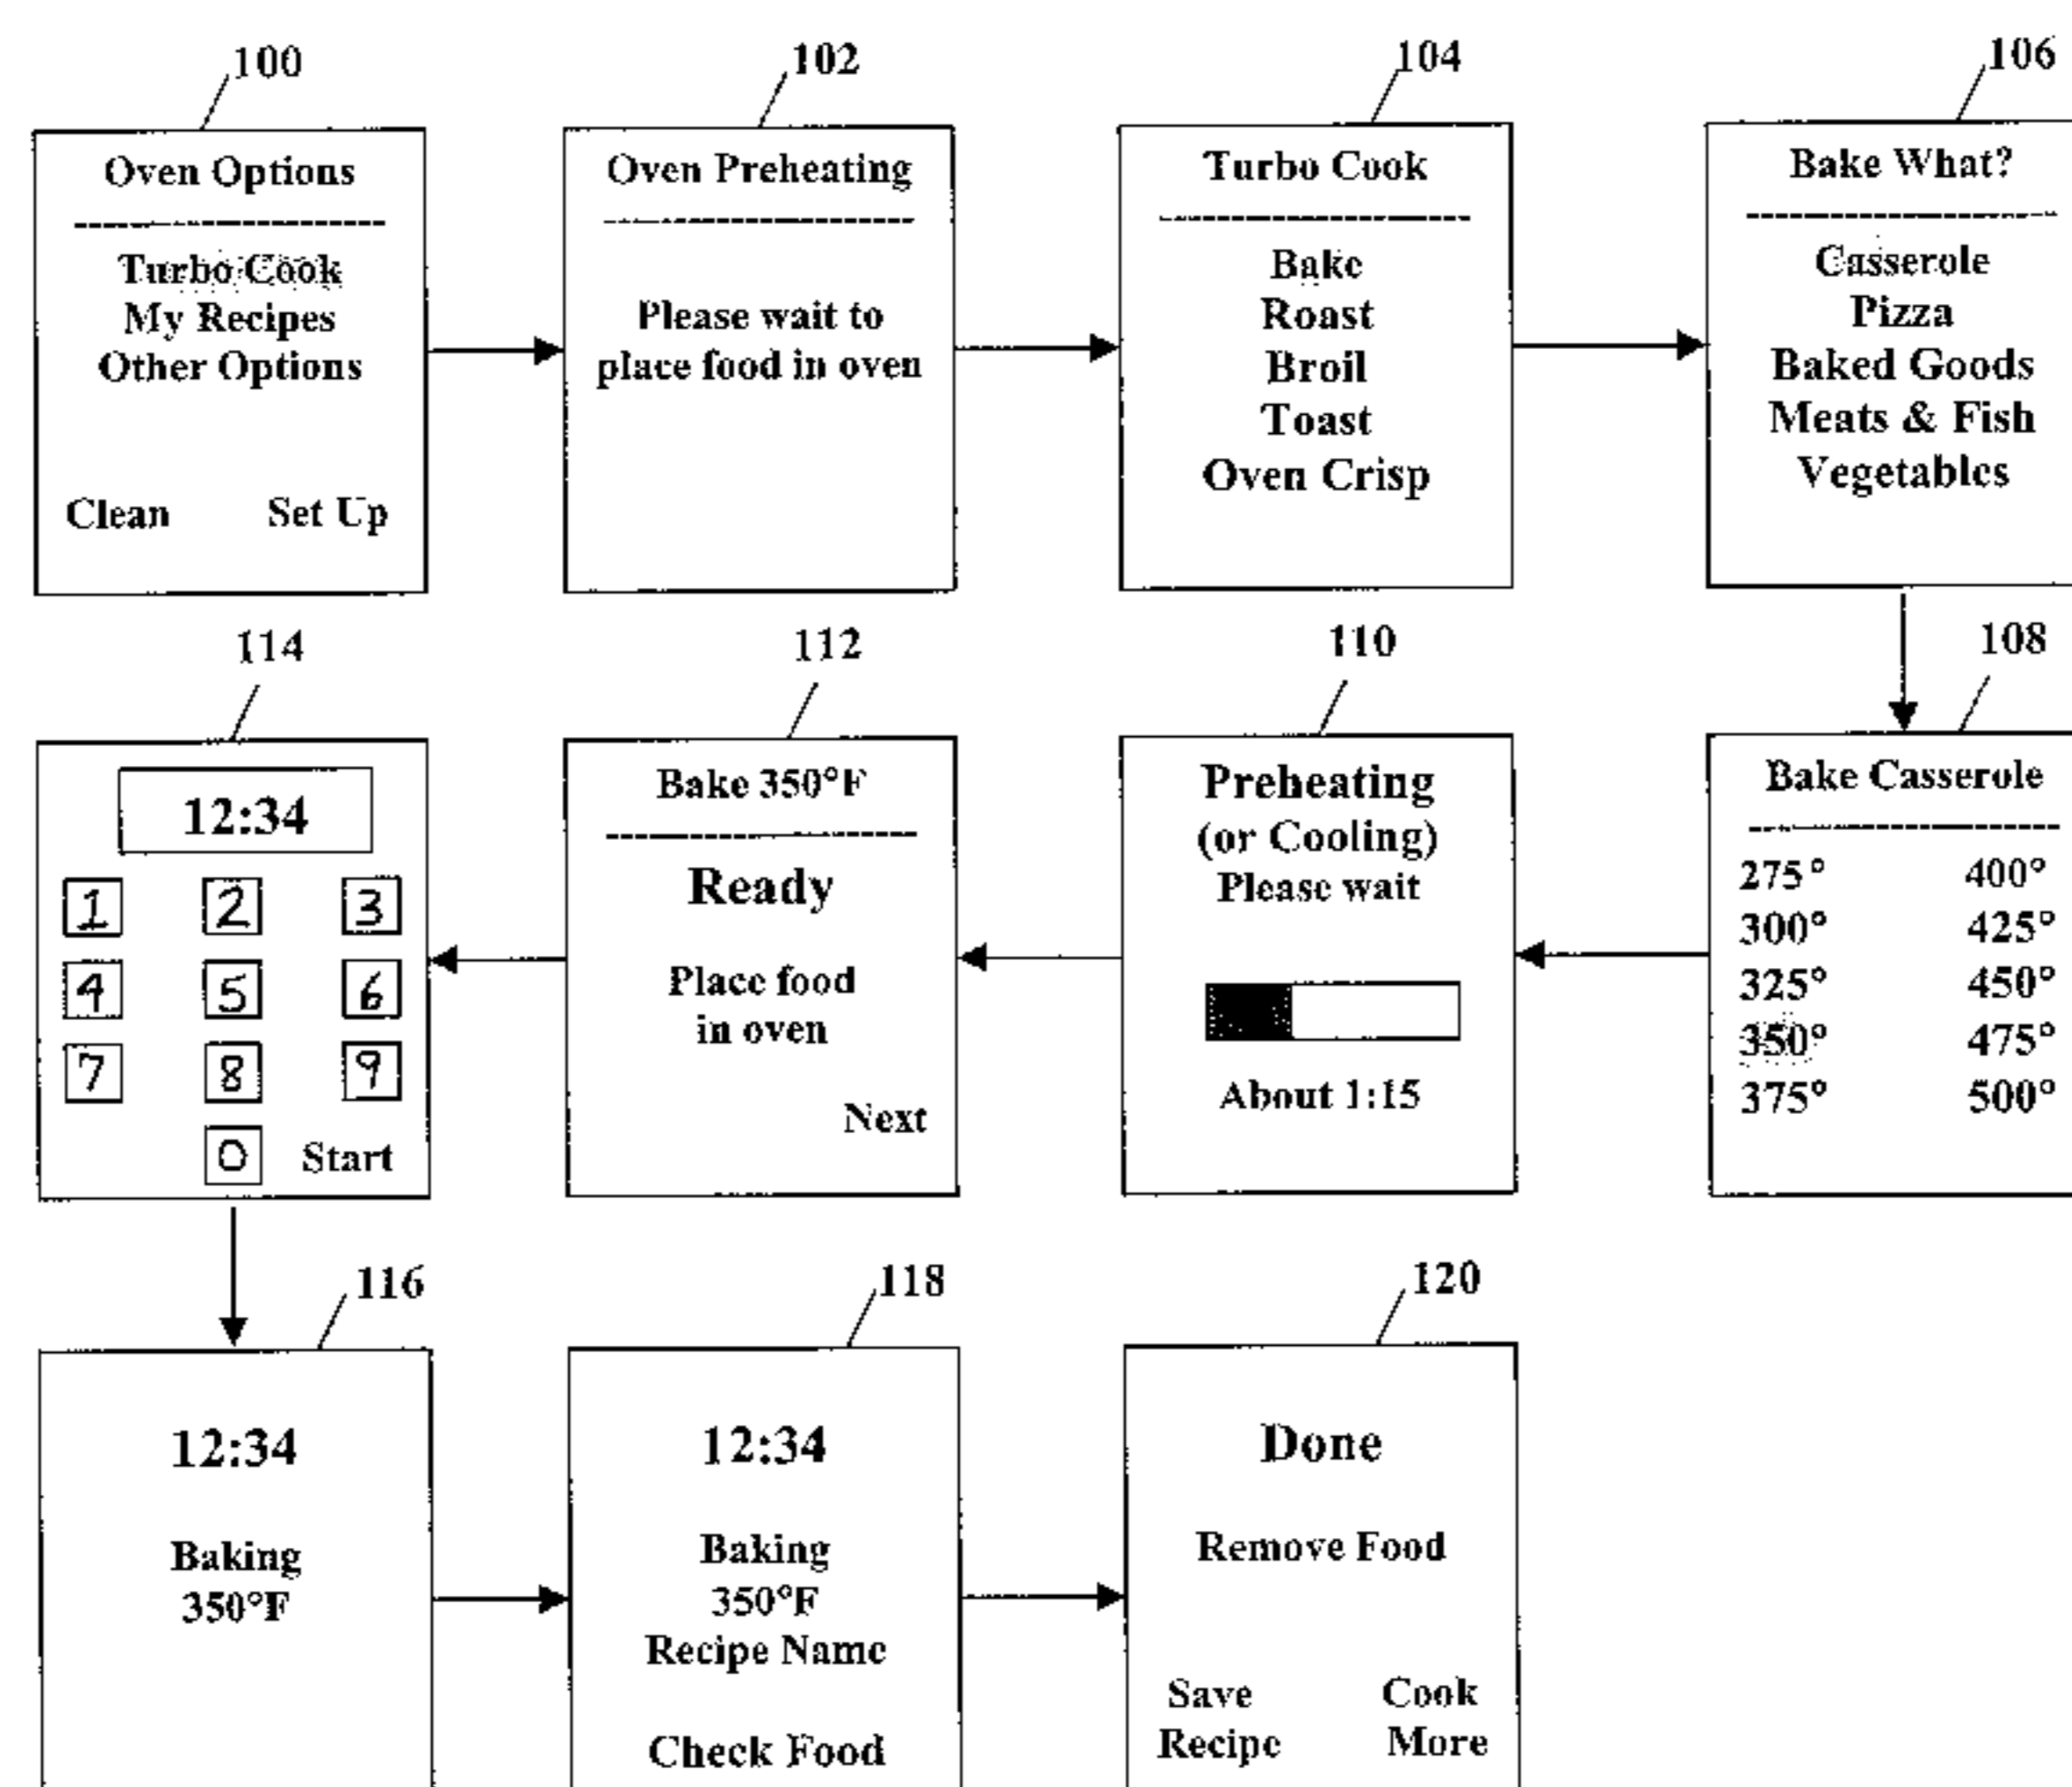 100
Oven Options
Turbo Cook
My Recipes
Other Options
Clean Set Up
102
Oven Preheating
Please wait to
place food in oven
104
Turbo Cook
Bake
Roast
Broil
Toast
Oven Crisp
106
Bake What?
Casserole
Pizza
Baked Goods
Meats & Fish
Vegetables
108
Bake Casserole
275° 400°
300° 425°
325° 450°
350° 475°
375° 500°
110
Preheating
(or Cooling)
Please wait
About 1:15
112
Bake 350°F
Ready
Place food
in oven
Next
114
12:34
1 2 3
4 5 6
7 8 9
0 Start
116
12:34
Baking
350°F
118
12:34
Baking
350°F
Recipe Name
Check Food
120
Done
Remove Food
Save Cook
Recipe More